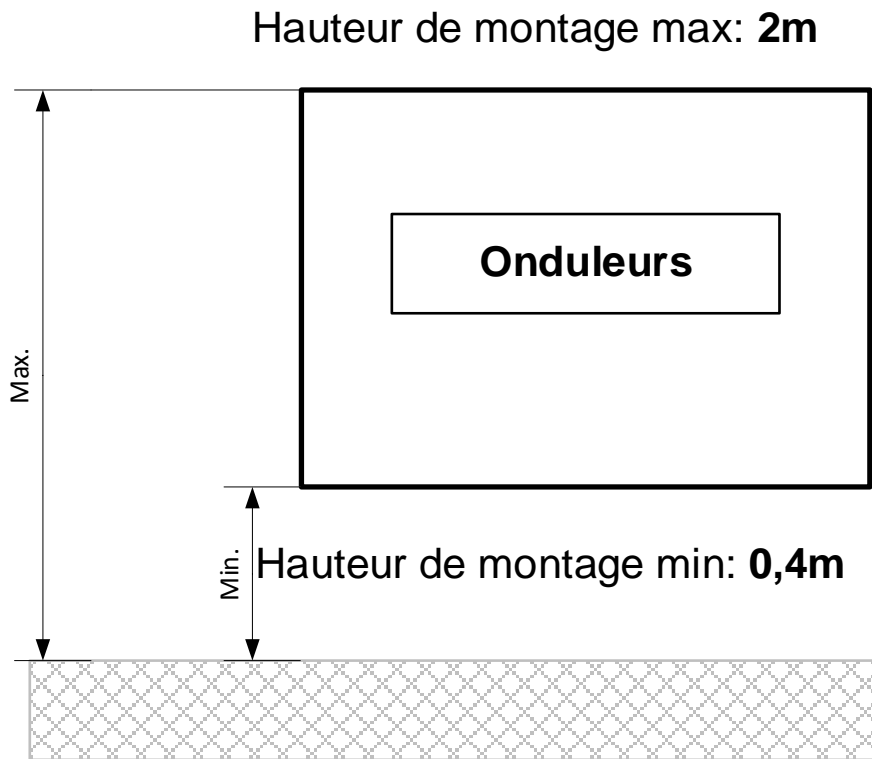 Hauteur de montage max: 2m
Onduleurs
Max.
Hauteur de montage min: 0,4m
Min.